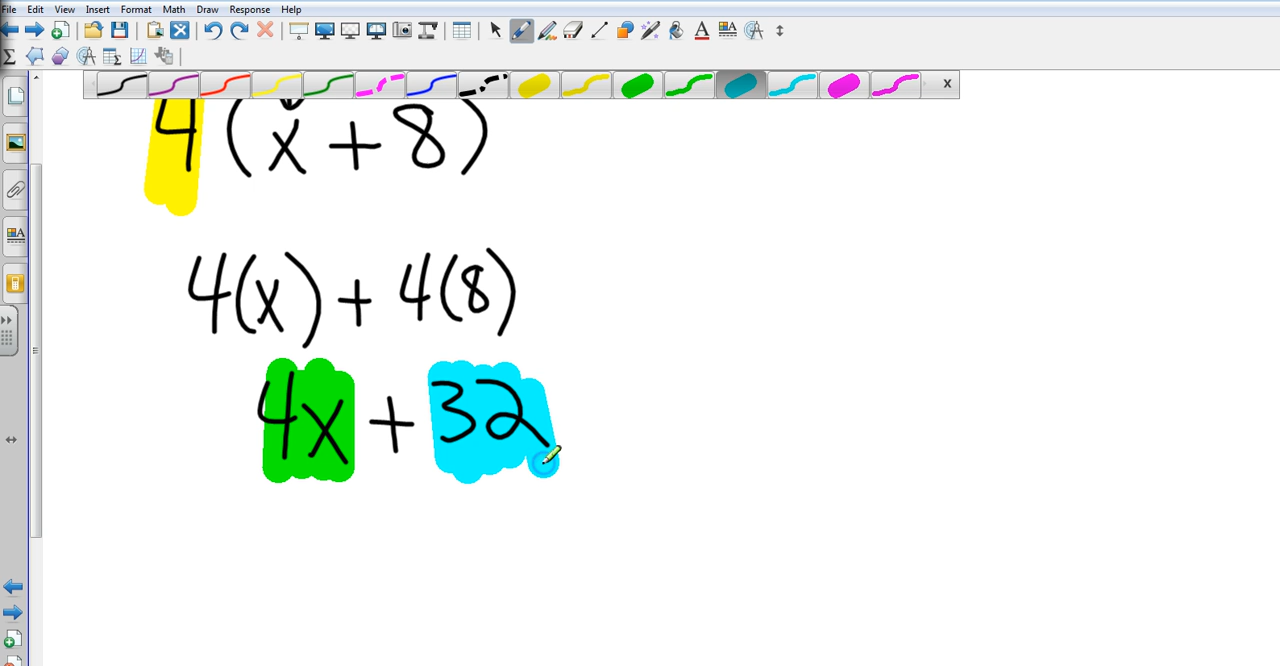 File Edit View Insert Format Math Draw Response Help
4(x + 8)
4(x) + 4(8)
4x + 32